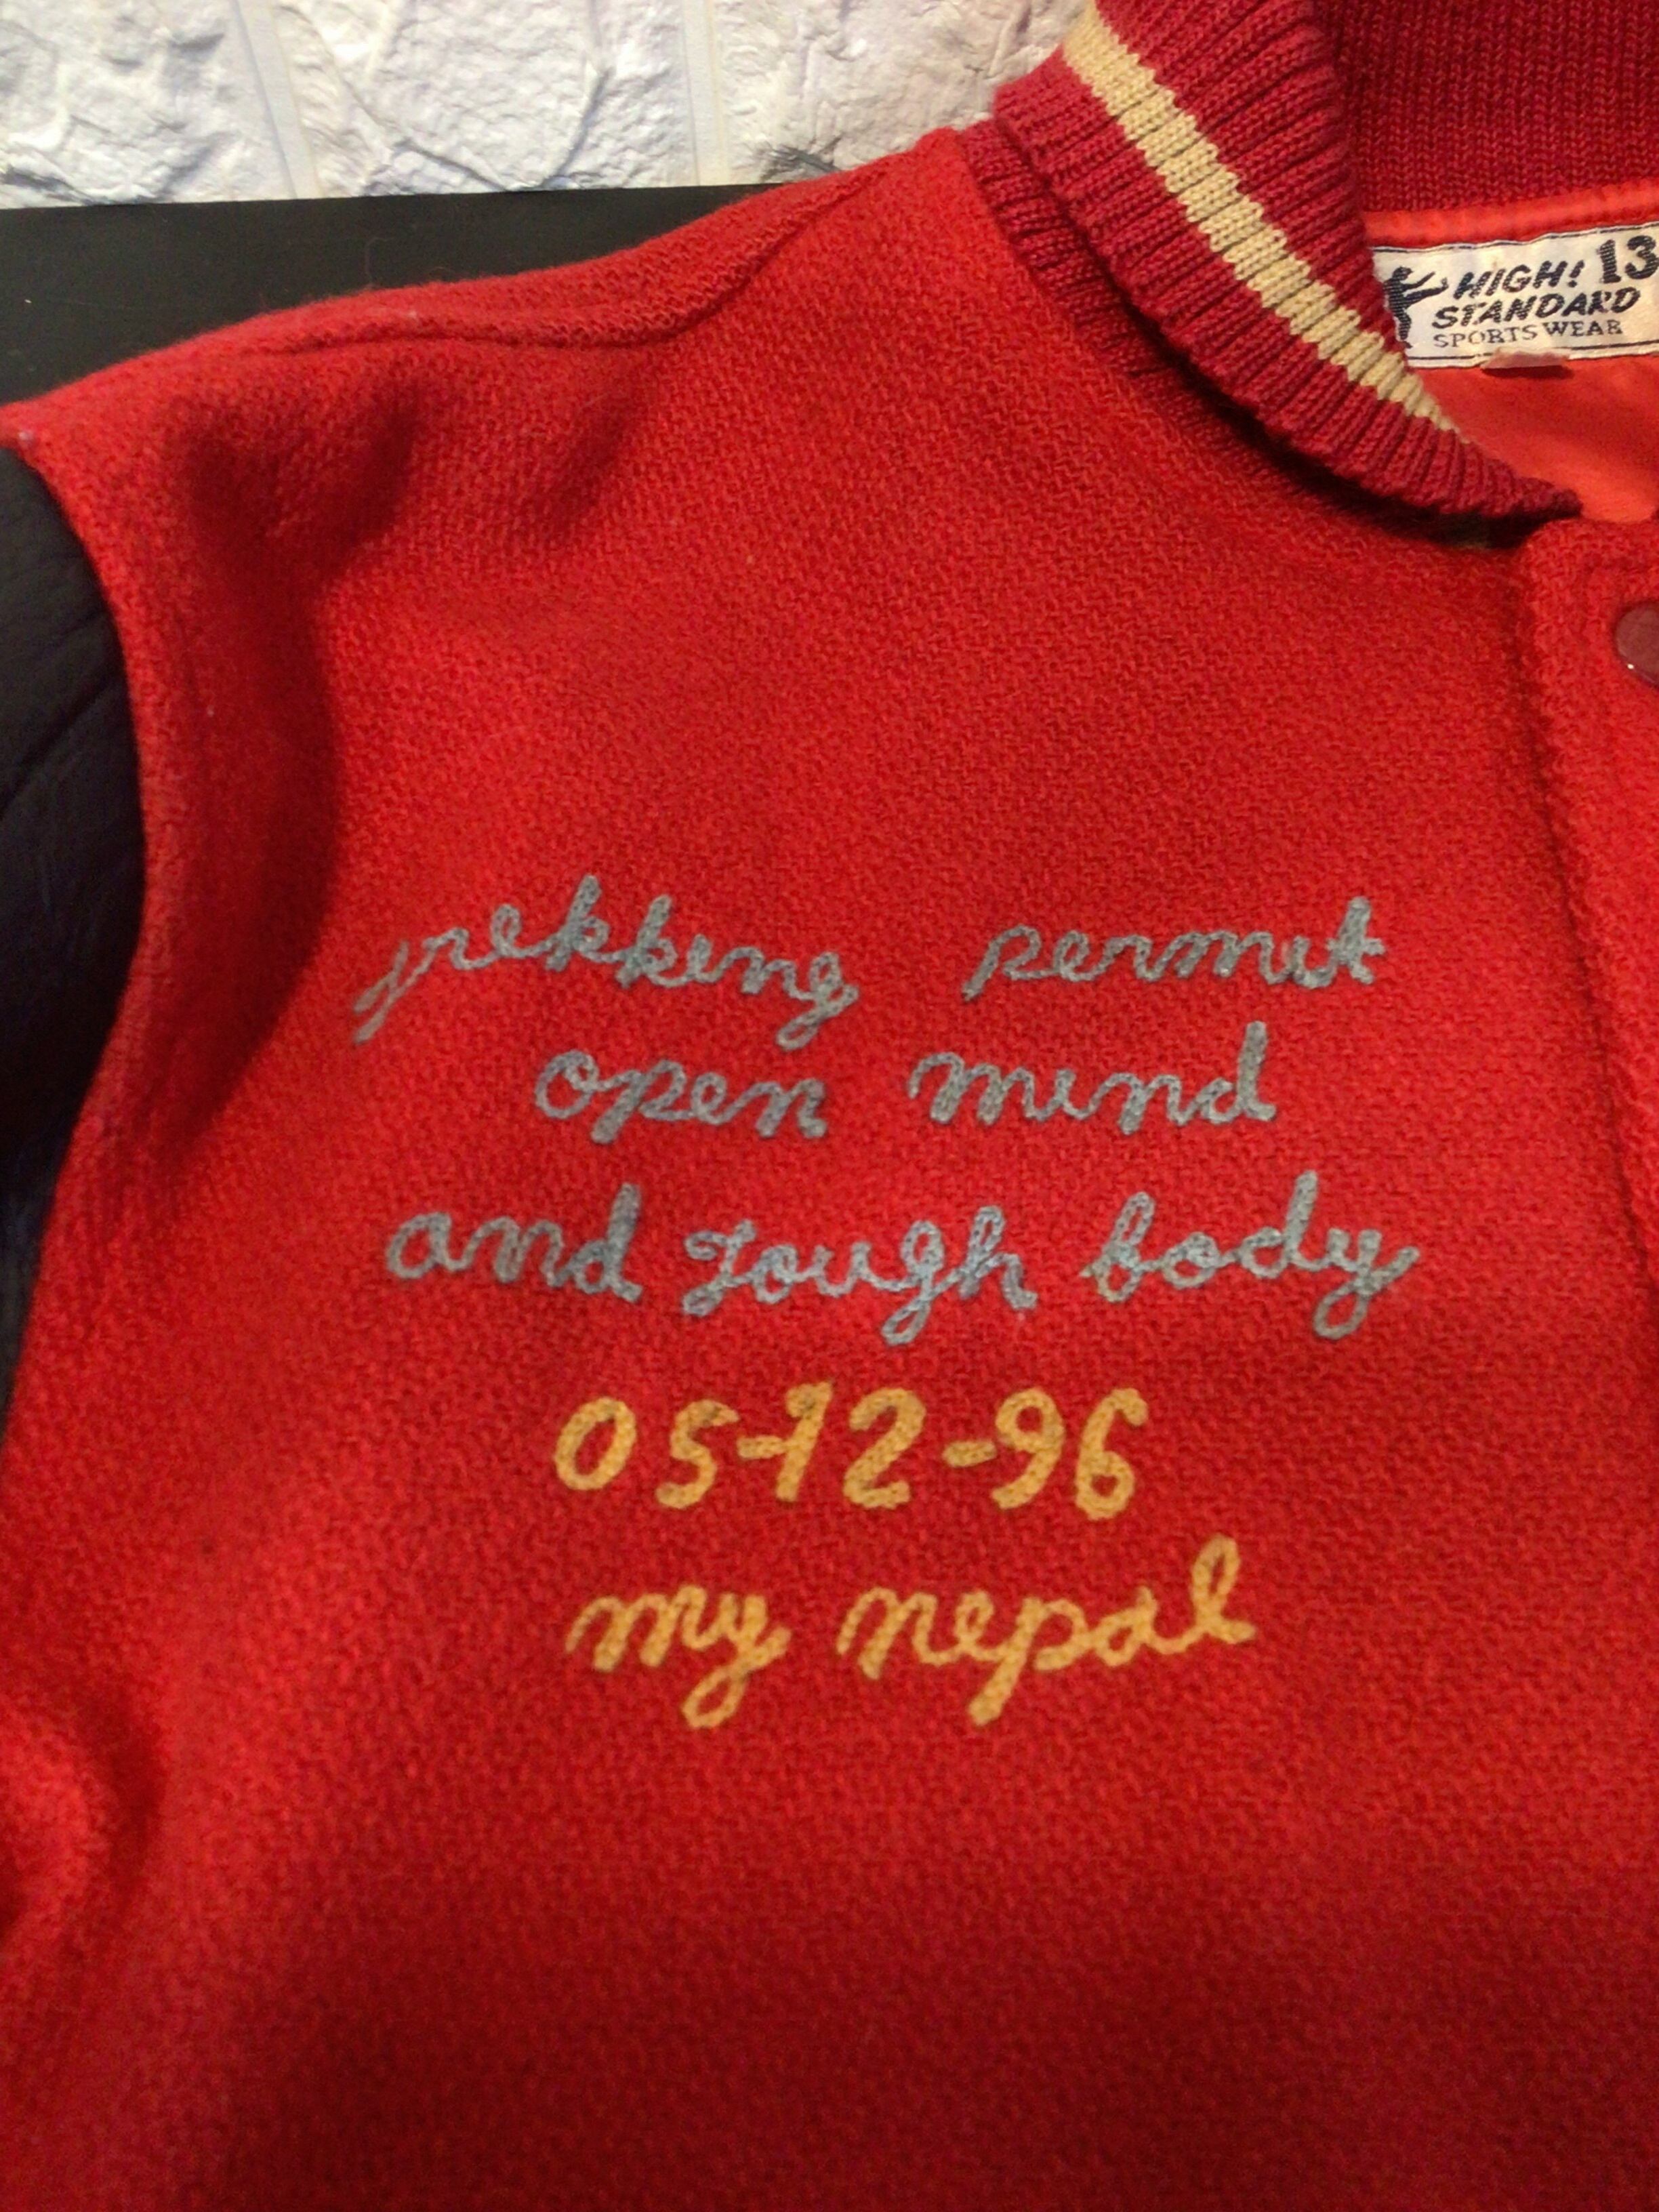 HIGH! 13
STANDARD
SPORTS WEAR
trekking permit
open mind
and tough body
05-12-96
my nepal